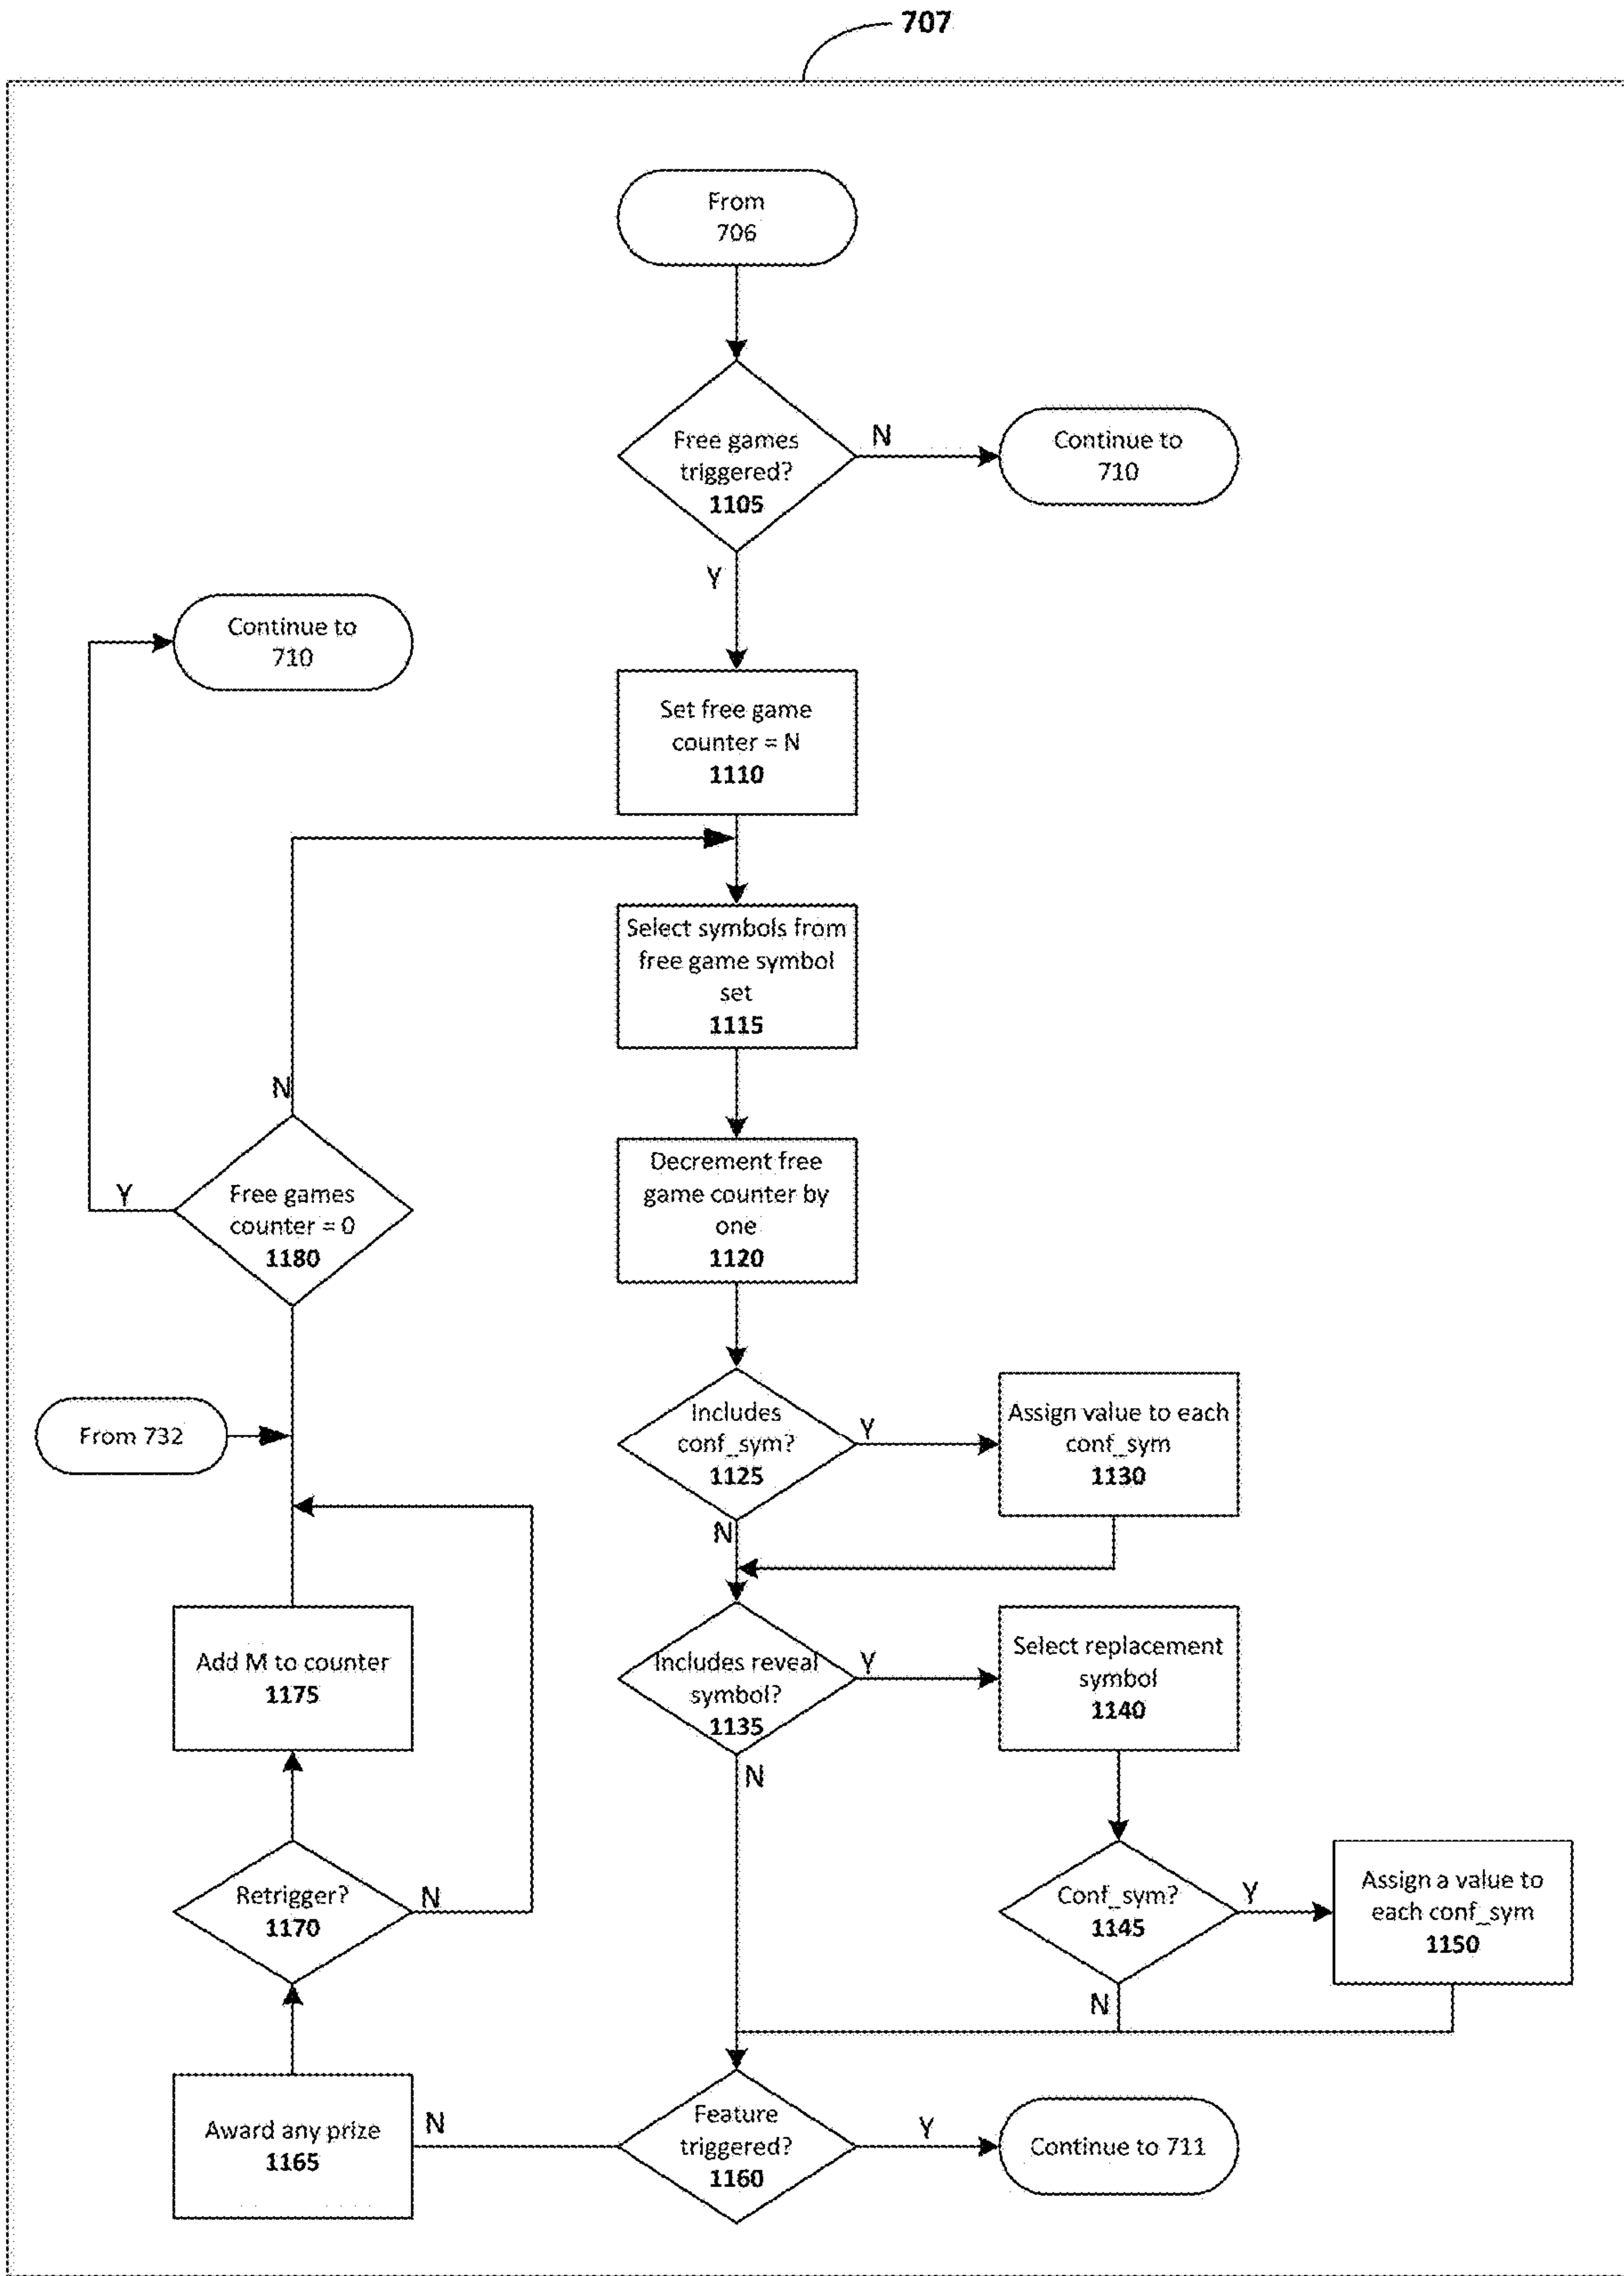 707
From
706
Free games
triggered?
1105
N
Continue to
710
Y
Continue to
710
Set free game
counter = N
1110
Select symbols from
free game symbol
set
1115
N
Decrement free
game counter by
one
1120
Y
Free games
counter = 0
1180
Includes
conf_sym?
1125
Y
Assign value to each
conf_sym
1130
From 732
N
Includes reveal
symbol?
1135
Y
Select replacement
symbol
1140
Add M to counter
1175
N
Retrigger?
1170
N
Conf_sym?
1145
Y
Assign a value to
each conf_sym
1150
N
Award any prize
1165
N
Feature
triggered?
1160
Y
Continue to 711